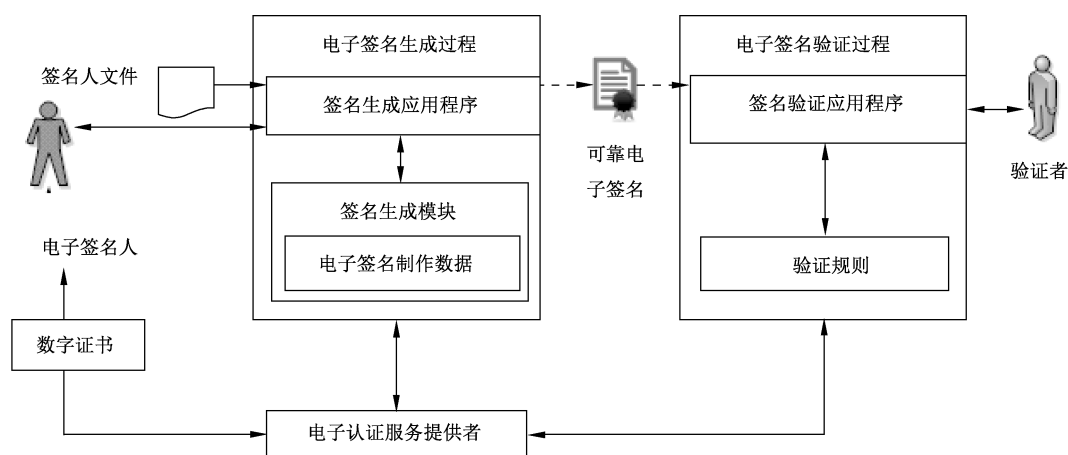 电子签名生成过程
电子签名验证过程
签名人文件
签名生成应用程序
签名验证应用程序
可靠电
子签名
验证者
签名生成模块
电子签名制作数据
电子签名人
验证规则
数字证书
电子认证服务提供者